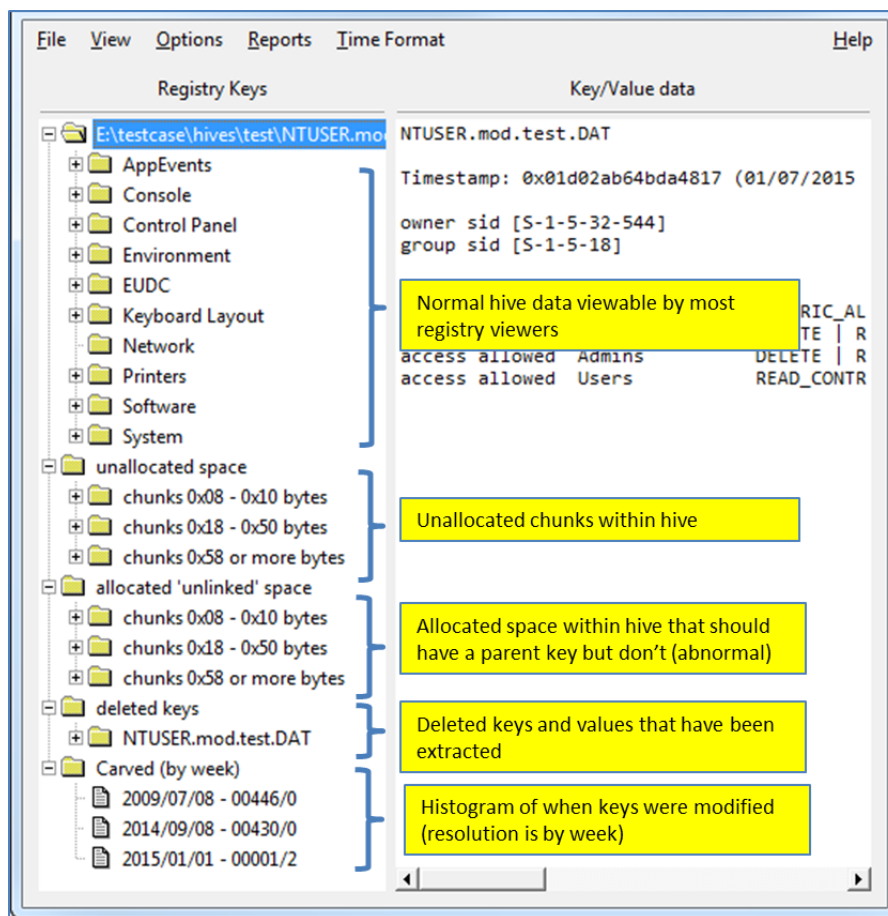 File View Options Reports Time Format Help
Registry Keys
Key/Value data
E:\testcase\hives\test\NTUSER.mo
AppEvents
Console
Control Panel
Environment
EUDC
Keyboard Layout
Network
Printers
Software
System
unallocated space
chunks 0x08 - 0x10 bytes
chunks 0x18 - 0x50 bytes
chunks 0x58 or more bytes
allocated 'unlinked' space
chunks 0x08 - 0x10 bytes
chunks 0x18 - 0x50 bytes
chunks 0x58 or more bytes
deleted keys
NTUSER.mod.test.DAT
Carved (by week)
2009/07/08 - 00446/0
2014/09/08 - 00430/0
2015/01/01 - 00001/2
NTUSER.mod.test.DAT
Timestamp: 0x01d02ab64bda4817 (01/07/2015
owner sid [S-1-5-32-544]
group sid [S-1-5-18]
RIC_AL
TE | R
access allowed Admins DELETE | R
access allowed Users READ_CONTR
Normal hive data viewable by most
registry viewers
Unallocated chunks within hive
Allocated space within hive that should
have a parent key but don't (abnormal)
Deleted keys and values that have been
extracted
Histogram of when keys were modified
(resolution is by week)